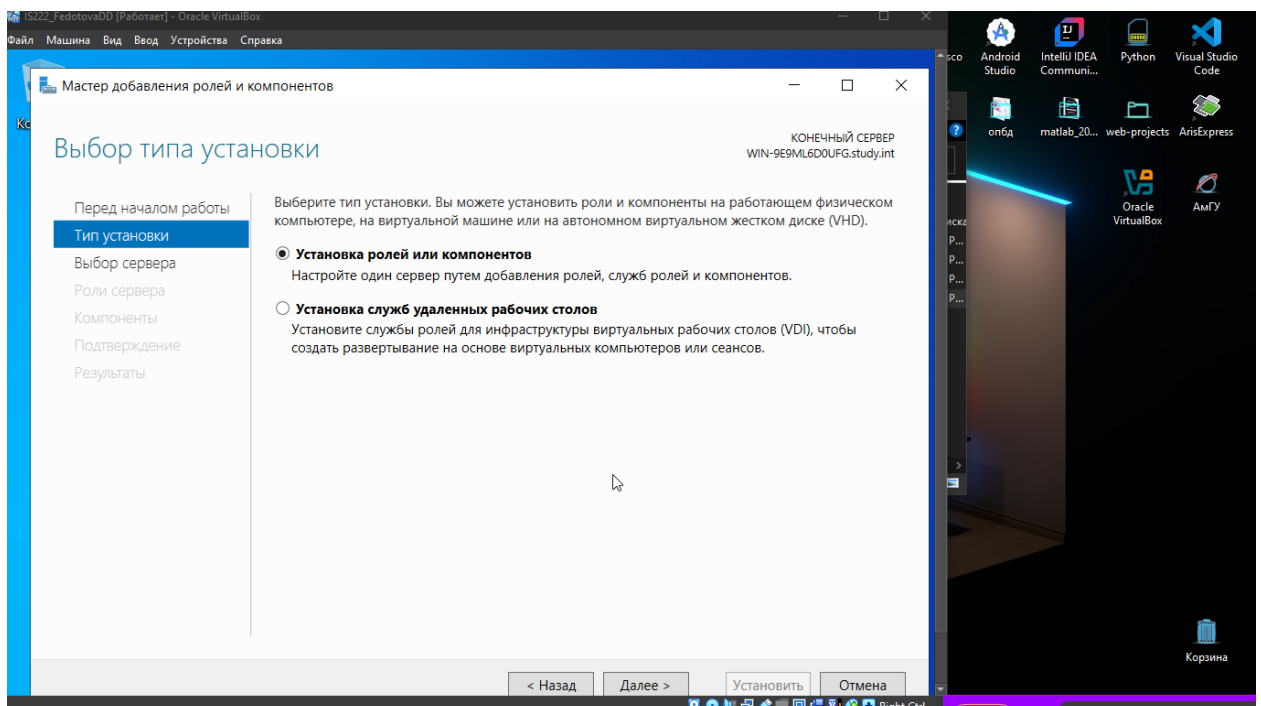 IS222_FedotovaDD [Работает] - Oracle VirtualBox
Файл Машина Вид Ввод Устройства Справка
Мастер добавления ролей и компонентов
Выбор типа установки
КОНЕЧНЫЙ СЕРВЕР
WIN-9E9ML6D0UFG.study.int
Перед началом работы
Тип установки
Выбор сервера
Роли сервера
Компоненты
Подтверждение
Результаты
Выберите тип установки. Вы можете установить роли и компоненты на работающем физическом
компьютере, на виртуальной машине или на автономном виртуальном жестком диске (VHD).
Установка ролей или компонентов
Настройте один сервер путем добавления ролей, служб ролей и компонентов.
Установка служб удаленных рабочих столов
Установите службы ролей для инфраструктуры виртуальных рабочих столов (VDI), чтобы
создать развертывание на основе виртуальных компьютеров или сеансов.
< Назад
Далее >
Установить
Отмена
Right Ctrl
sco
Android
Studio
IntelliJ IDEA
Communi...
Python
Visual Studio
Code
опбд
matlab_20...
web-projects
ArisExpress
Oracle
VirtualBox
АмГУ
иска
P...
P...
P...
P...
Корзина